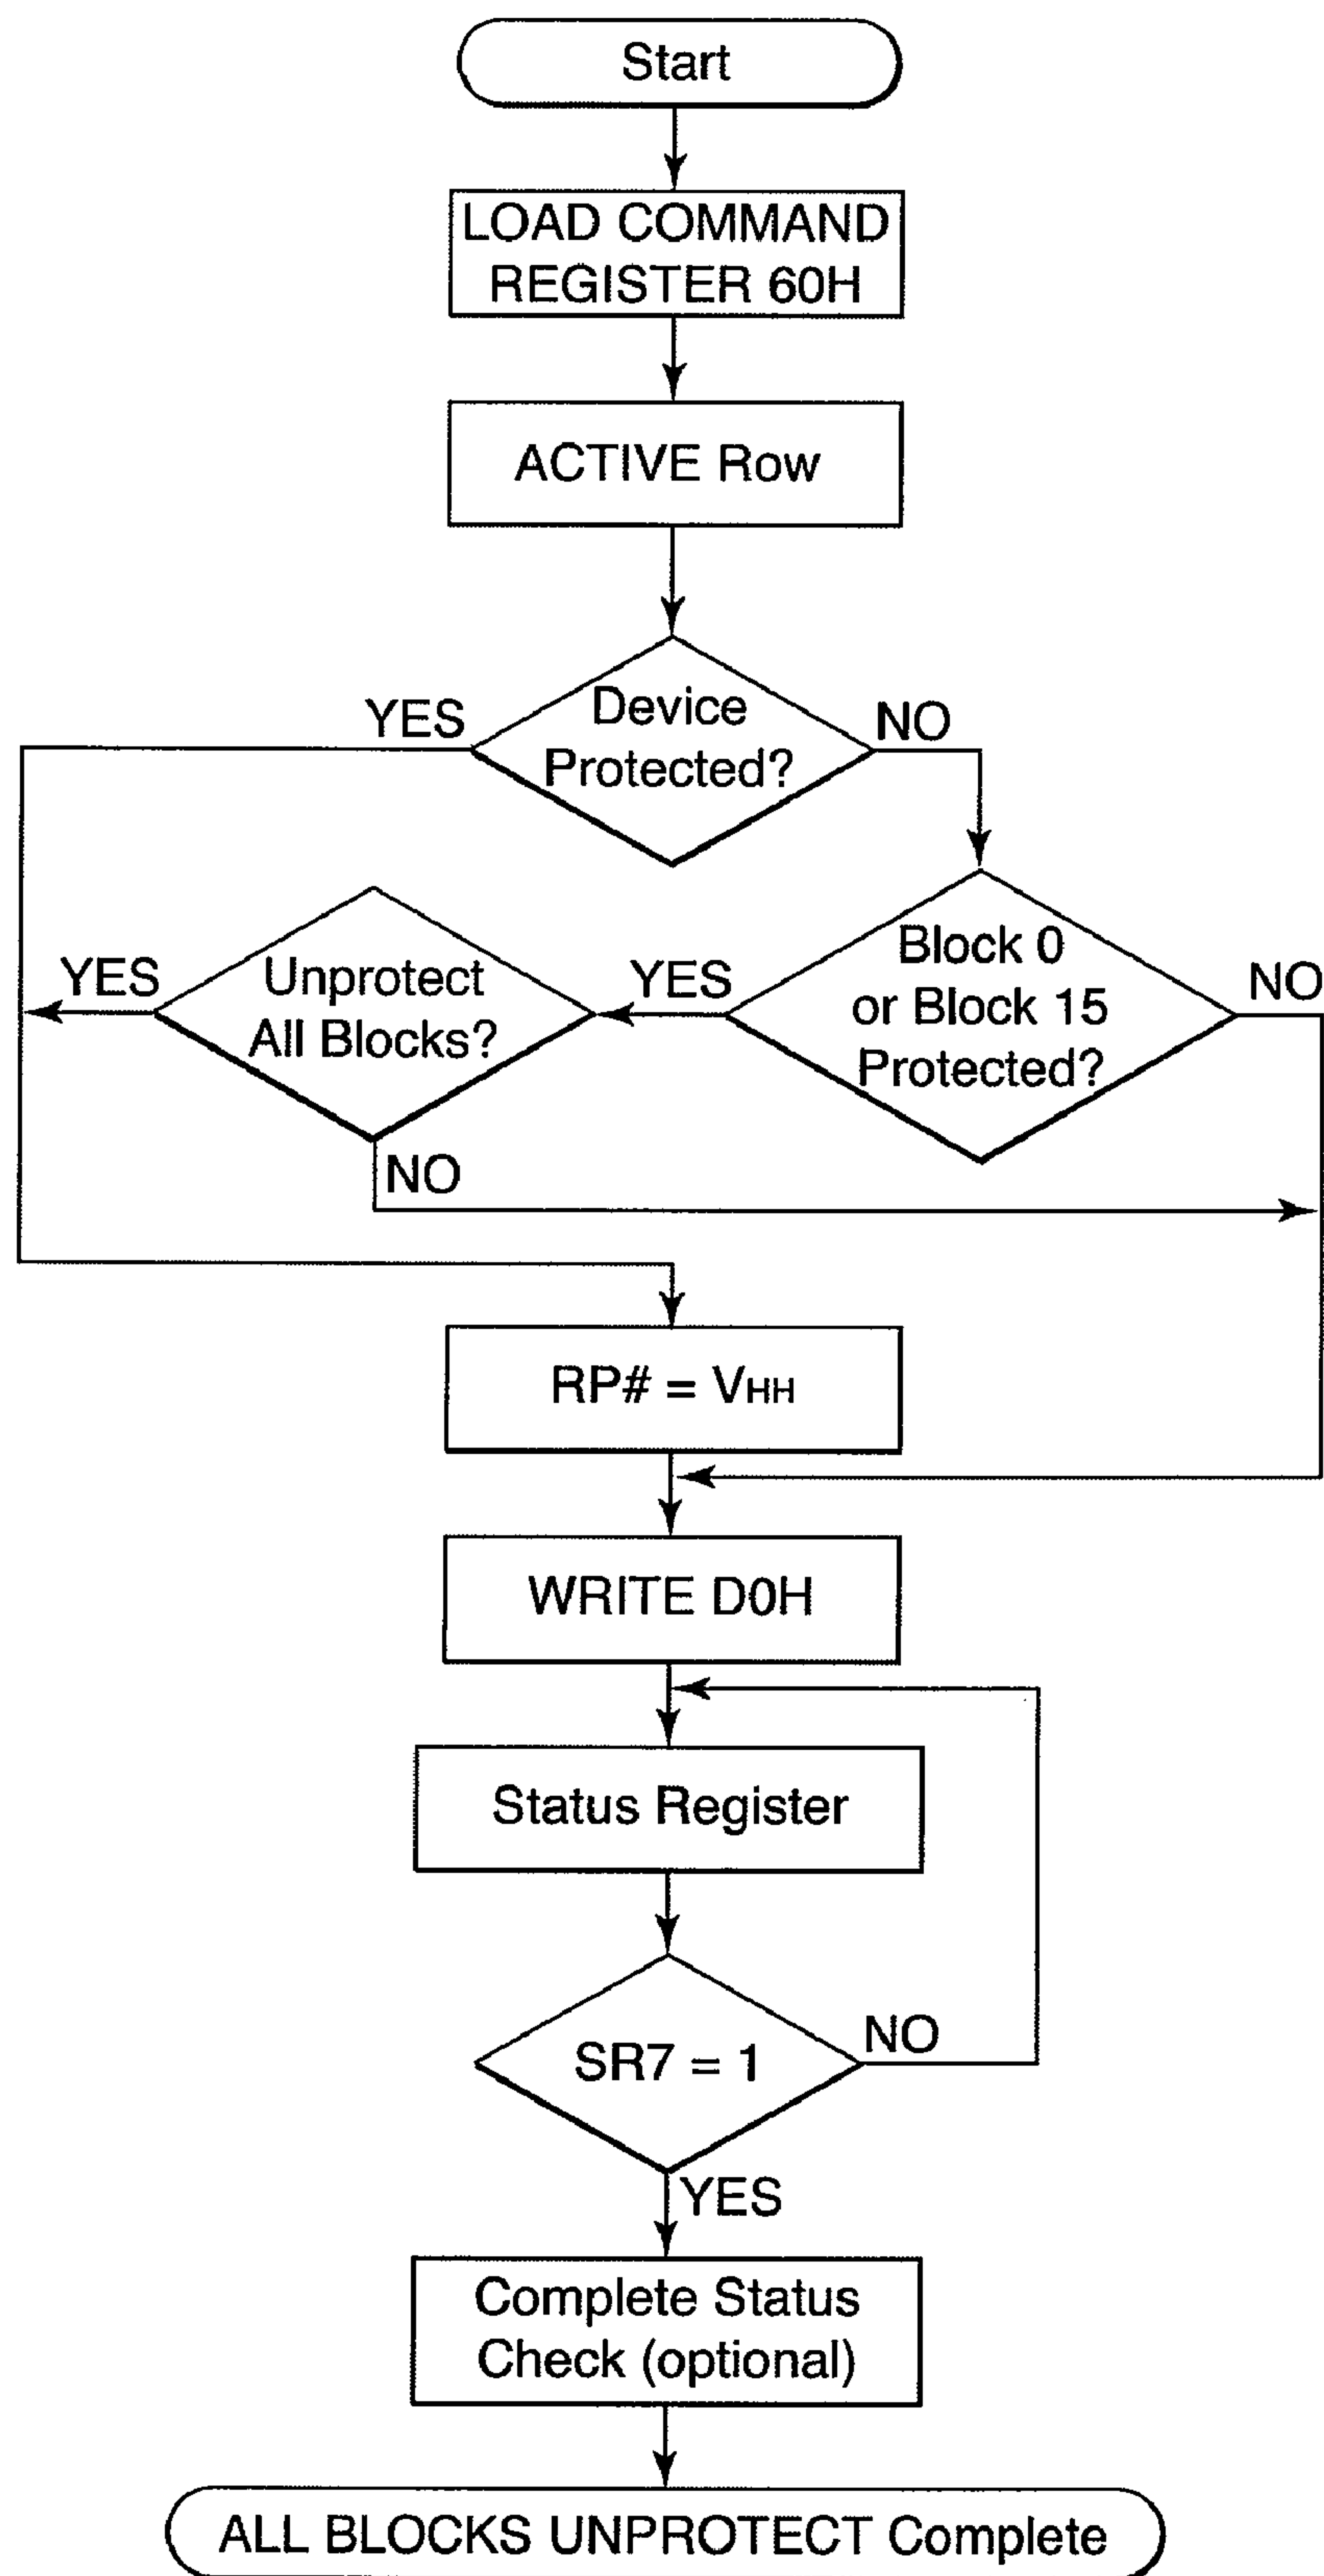 Start
LOAD COMMAND
REGISTER 60H
ACTIVE Row
YES
Device
Protected?
NO
YES
Unprotect
All Blocks?
YES
Block 0
or Block 15
Protected?
NO
NO
RP# = VHH
WRITE D0H
Status Register
SR7 = 1
NO
YES
Complete Status
Check (optional)
ALL BLOCKS UNPROTECT Complete